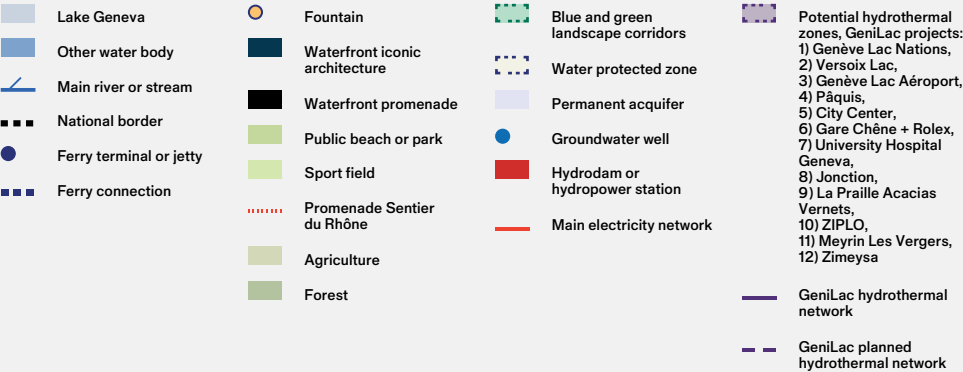 Lake Geneva
Other water body
Main river or stream
National border
Ferry terminal or jetty
Ferry connection
Fountain
Waterfront iconic
architecture
Waterfront promenade
Public beach or park
Sport field
Promenade Sentier
du Rhône
Agriculture
Forest
Blue and green
landscape corridors
Water protected zone
Permanent acquifer
Groundwater well
Hydrodam or
hydropower station
Main electricity network
Potential hydrothermal
zones, GeniLac projects:
1) Genève Lac Nations,
2) Versoix Lac,
3) Genève Lac Aéroport,
4) Pâquis,
5) City Center,
6) Gare Chêne + Rolex,
7) University Hospital
Geneva,
8) Jonction,
9) La Praille Acacias
Vernets,
10) ZIPLO,
11) Meyrin Les Vergers,
12) Zimeysa
GeniLac hydrothermal
network
GeniLac planned
hydrothermal network